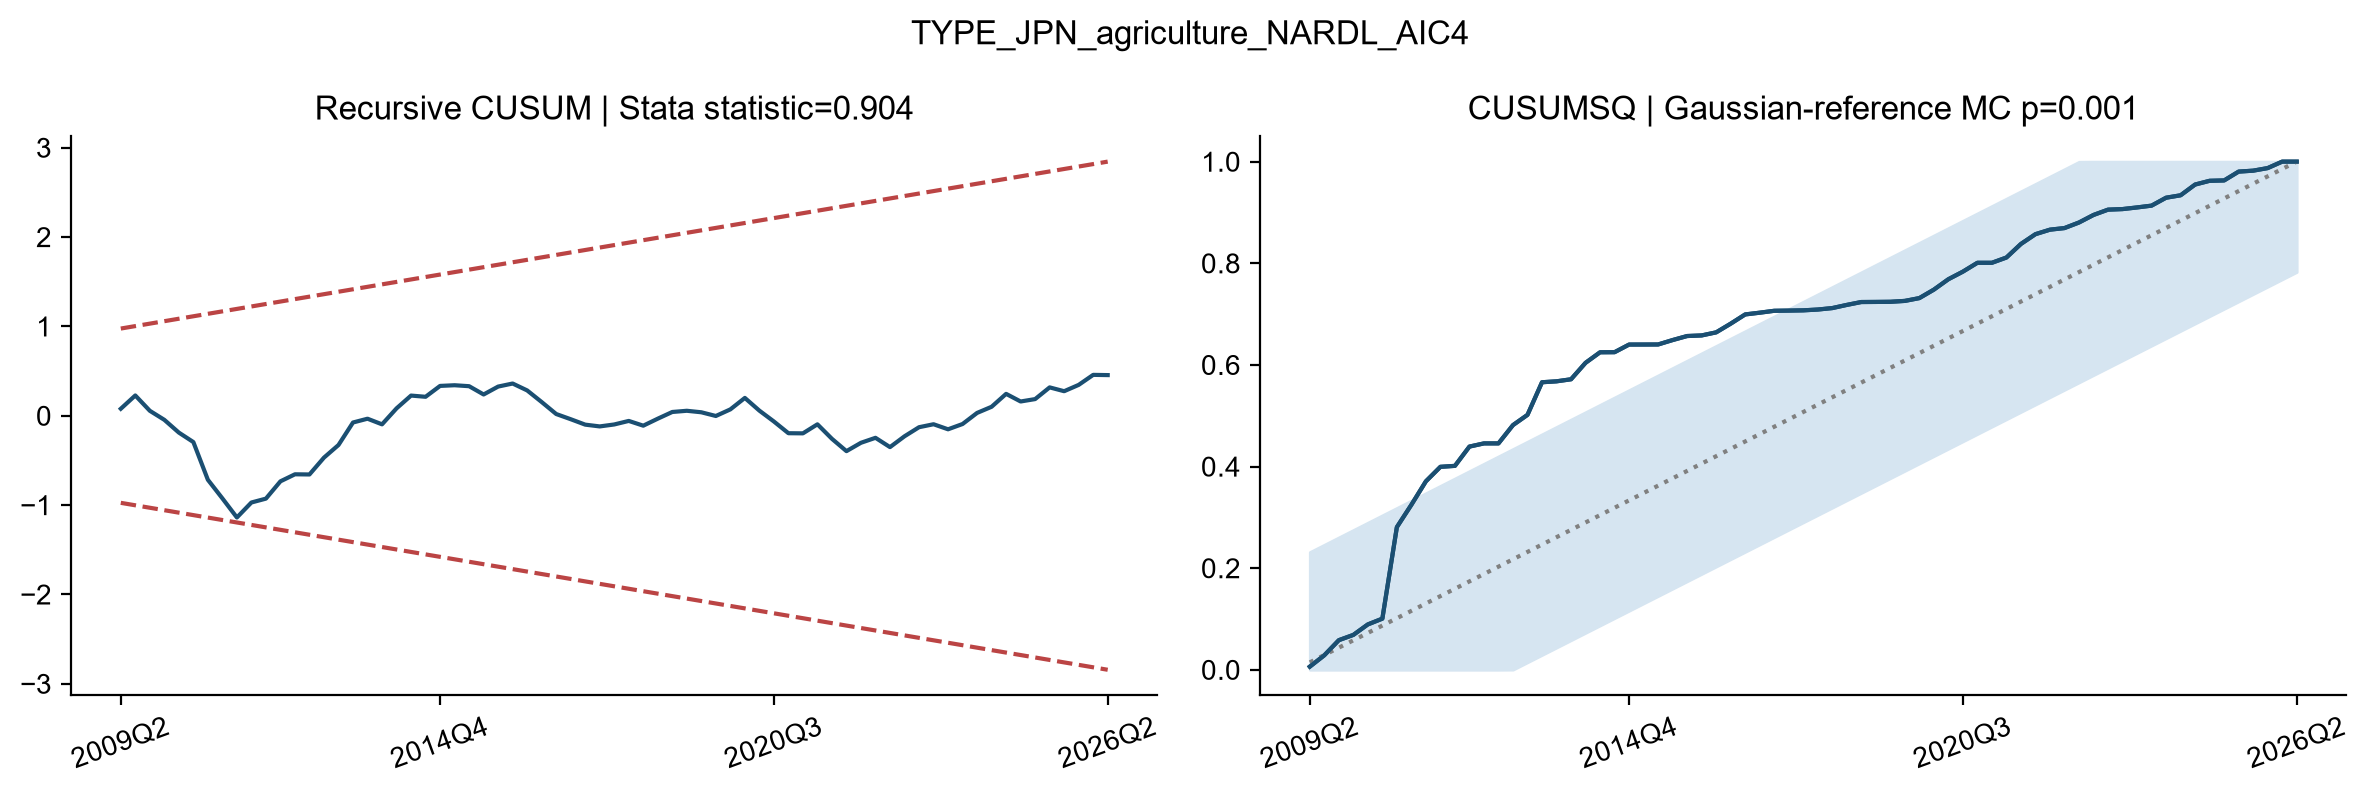 TYPE_JPN_agriculture_NARDL_AIC4
Recursive CUSUM | Stata statistic=0.904
3
2
1
0
−1
−2
−3
2009Q2
2014Q4
2020Q3
2026Q2
CUSUMSQ | Gaussian-reference MC p=0.001
1.0
0.8
0.6
0.4
0.2
0.0
2009Q2
2014Q4
2020Q3
2026Q2